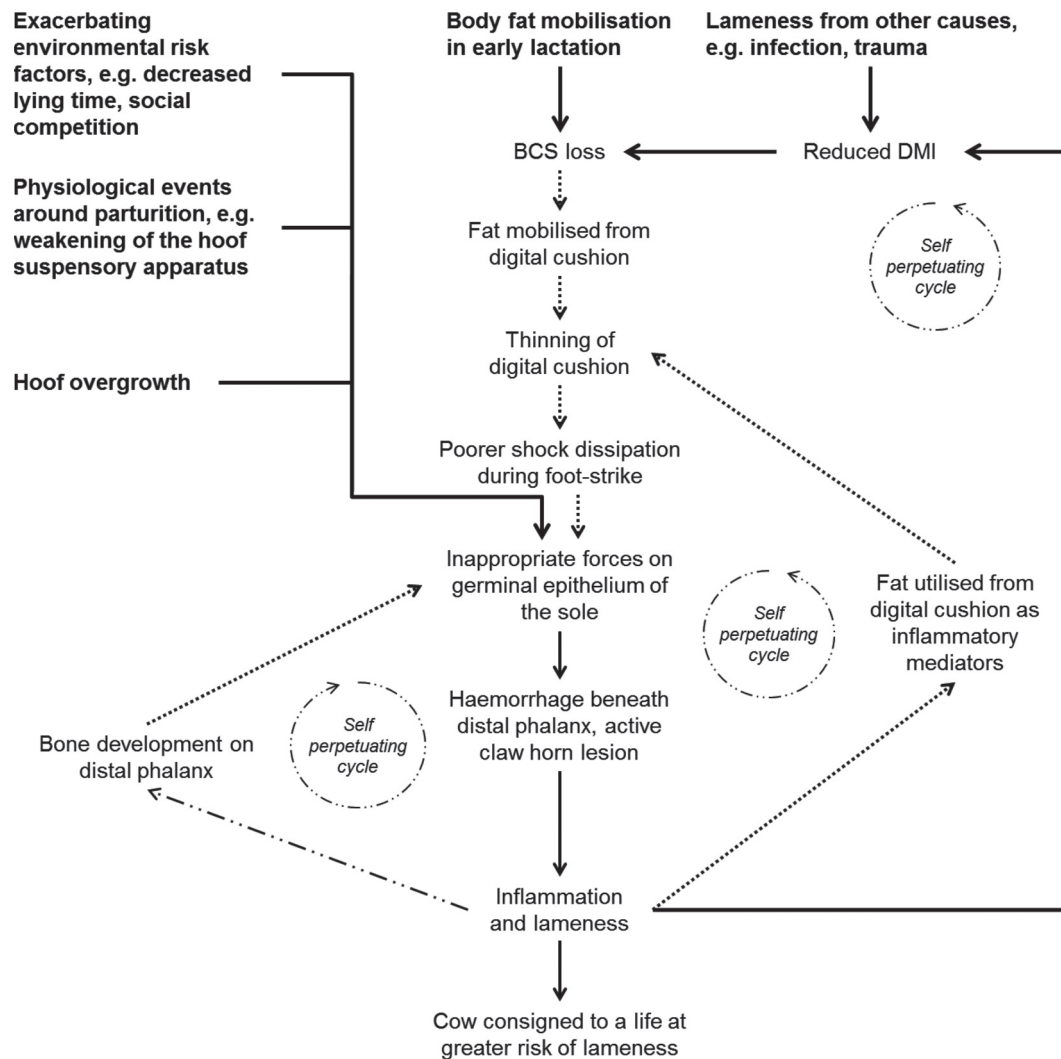 Exacerbating
environmental risk
factors, e.g. decreased
lying time, social
competition
Body fat mobilisation
in early lactation
Lameness from other causes,
e.g. infection, trauma
BCS loss
Reduced DMI
Physiological events
around parturition, e.g.
weakening of the hoof
suspensory apparatus
Fat mobilised from
digital cushion
Self
perpetuating
cycle
Thinning of
digital cushion
Hoof overgrowth
Poorer shock dissipation
during foot-strike
Inappropriate forces on
germinal epithelium of
the sole
Self
perpetuating
cycle
Fat utilised from
digital cushion as
inflammatory
mediators
Haemorrhage beneath
distal phalanx, active
claw horn lesion
Self
perpetuating
cycle
Bone development on
distal phalanx
Inflammation
and lameness
Cow consigned to a life at
greater risk of lameness